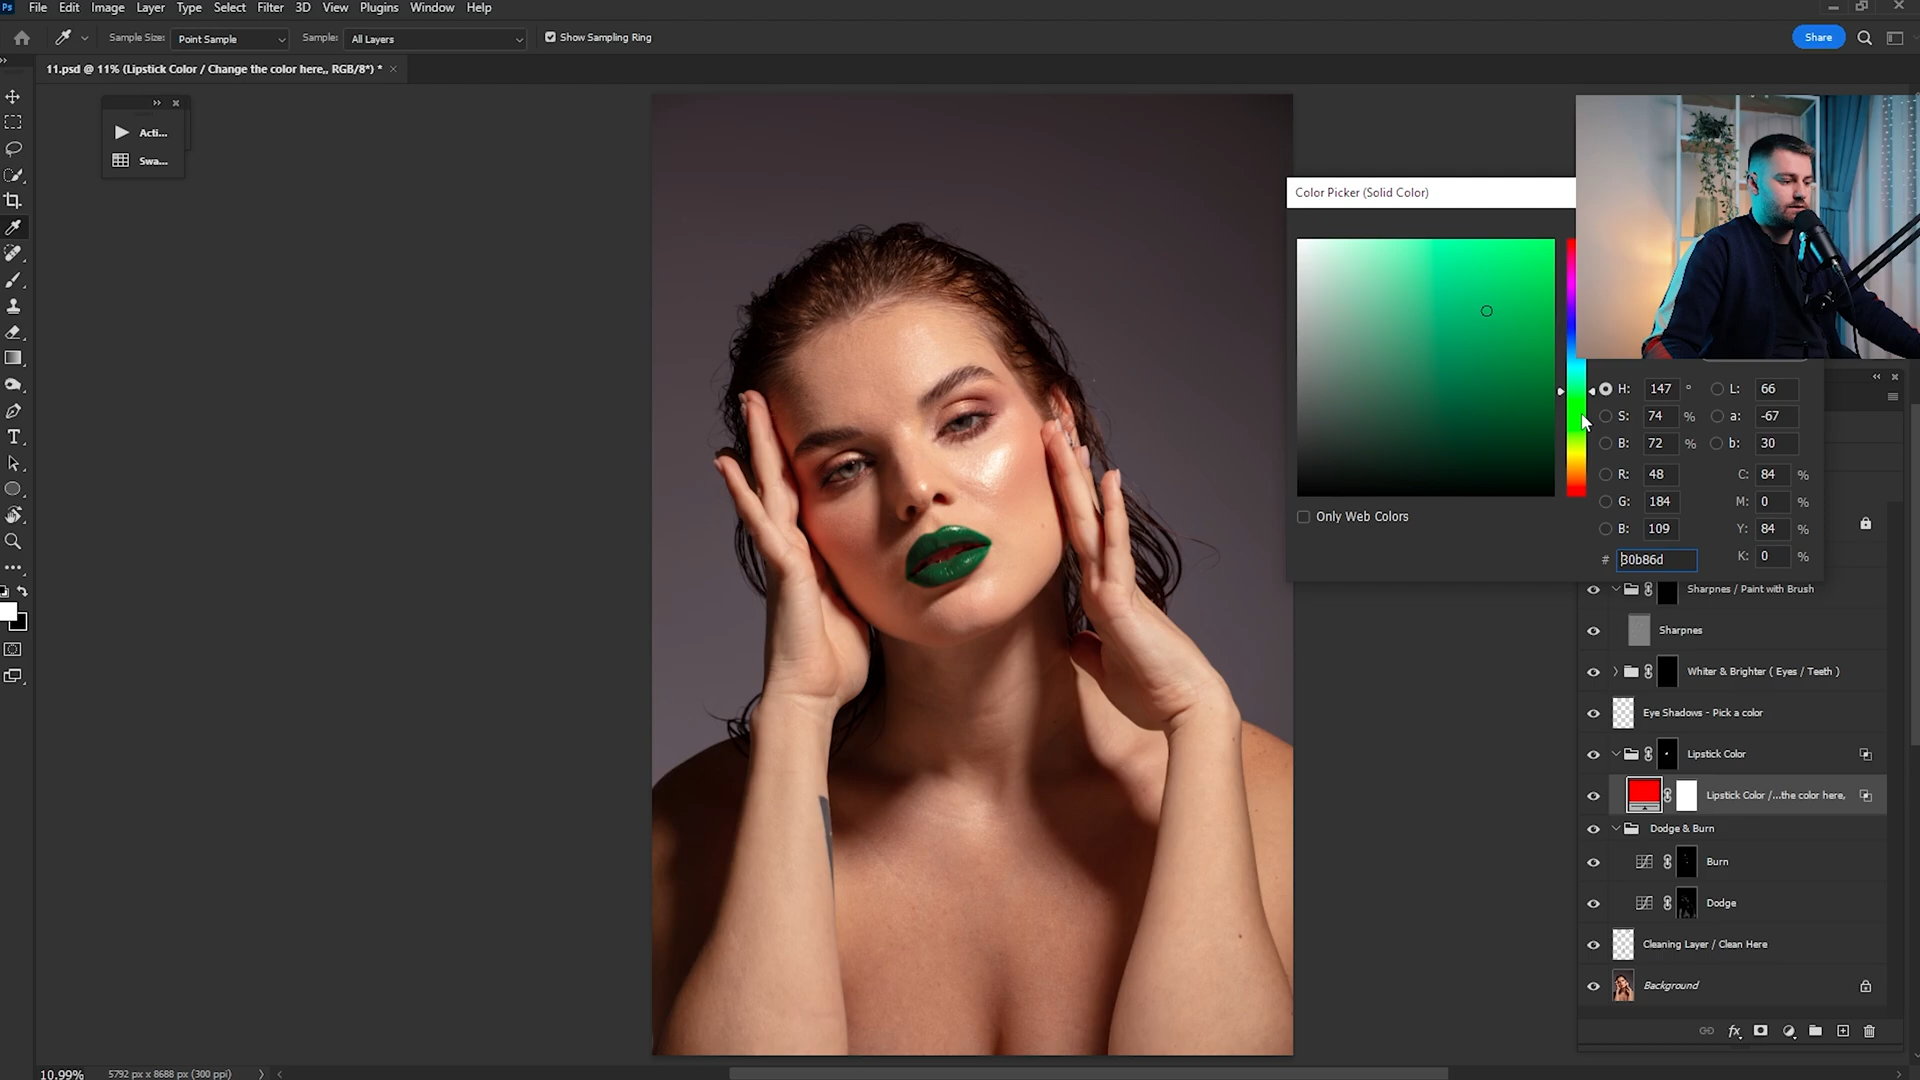 Ps File Edit Image Layer Type Select Filter 3D View Plugins Window Help
Sample Size: Point Sample Sample: All Layers Show Sampling Ring Share
11.psd @ 11% (Lipstick Color / Change the color here,, RGB/8*) *
Acti...
Swa...
Color Picker (Solid Color)
H: 147 ° L: 66
S: 74 % a: -67
B: 72 % b: 30
R: 48 C: 84 %
G: 184 M: 0 %
B: 109 Y: 84 %
# 30b86d K: 0 %
Only Web Colors
Sharpnes / Paint with Brush
Sharpnes
Whiter & Brighter ( Eyes / Teeth )
Eye Shadows - Pick a color
Lipstick Color
Lipstick Color /...the color here,
Dodge & Burn
Burn
Dodge
Cleaning Layer / Clean Here
Background
fx
10.99% 5792 px x 8688 px (300 ppi)